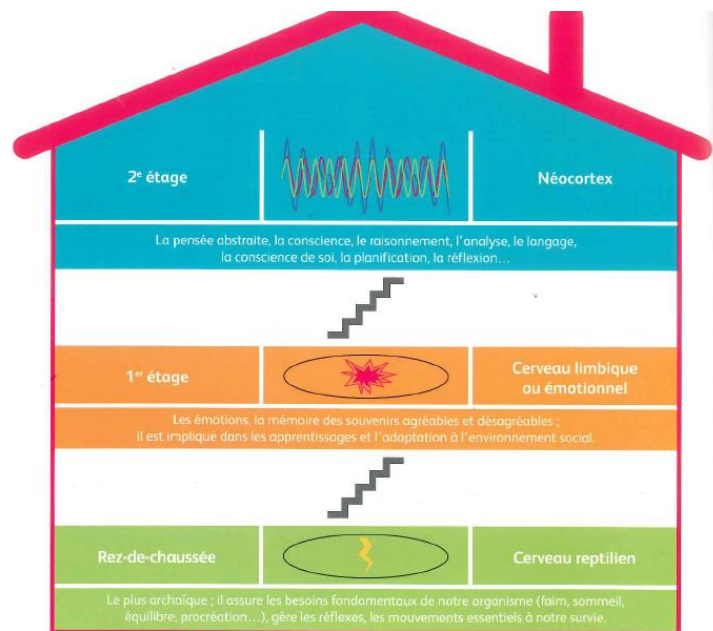 2e étage
Néocortex
La pensée abstraite, la conscience, le raisonnement, l'analyse, le langage,
la conscience de soi, la planification, la réflexion...
1er étage
Cerveau limbique
ou émotionnel
Les émotions, la mémoire des souvenirs agréables et désagréables ;
il est impliqué dans les apprentissages et l'adaptation à l'environnement social.
Rez-de-chaussée
Cerveau reptilien
Le plus archaïque ; il assure les besoins fondamentaux de notre organisme (faim, sommeil,
équilibre, procréation...), gère les réflexes, les mouvements essentiels à notre survie.